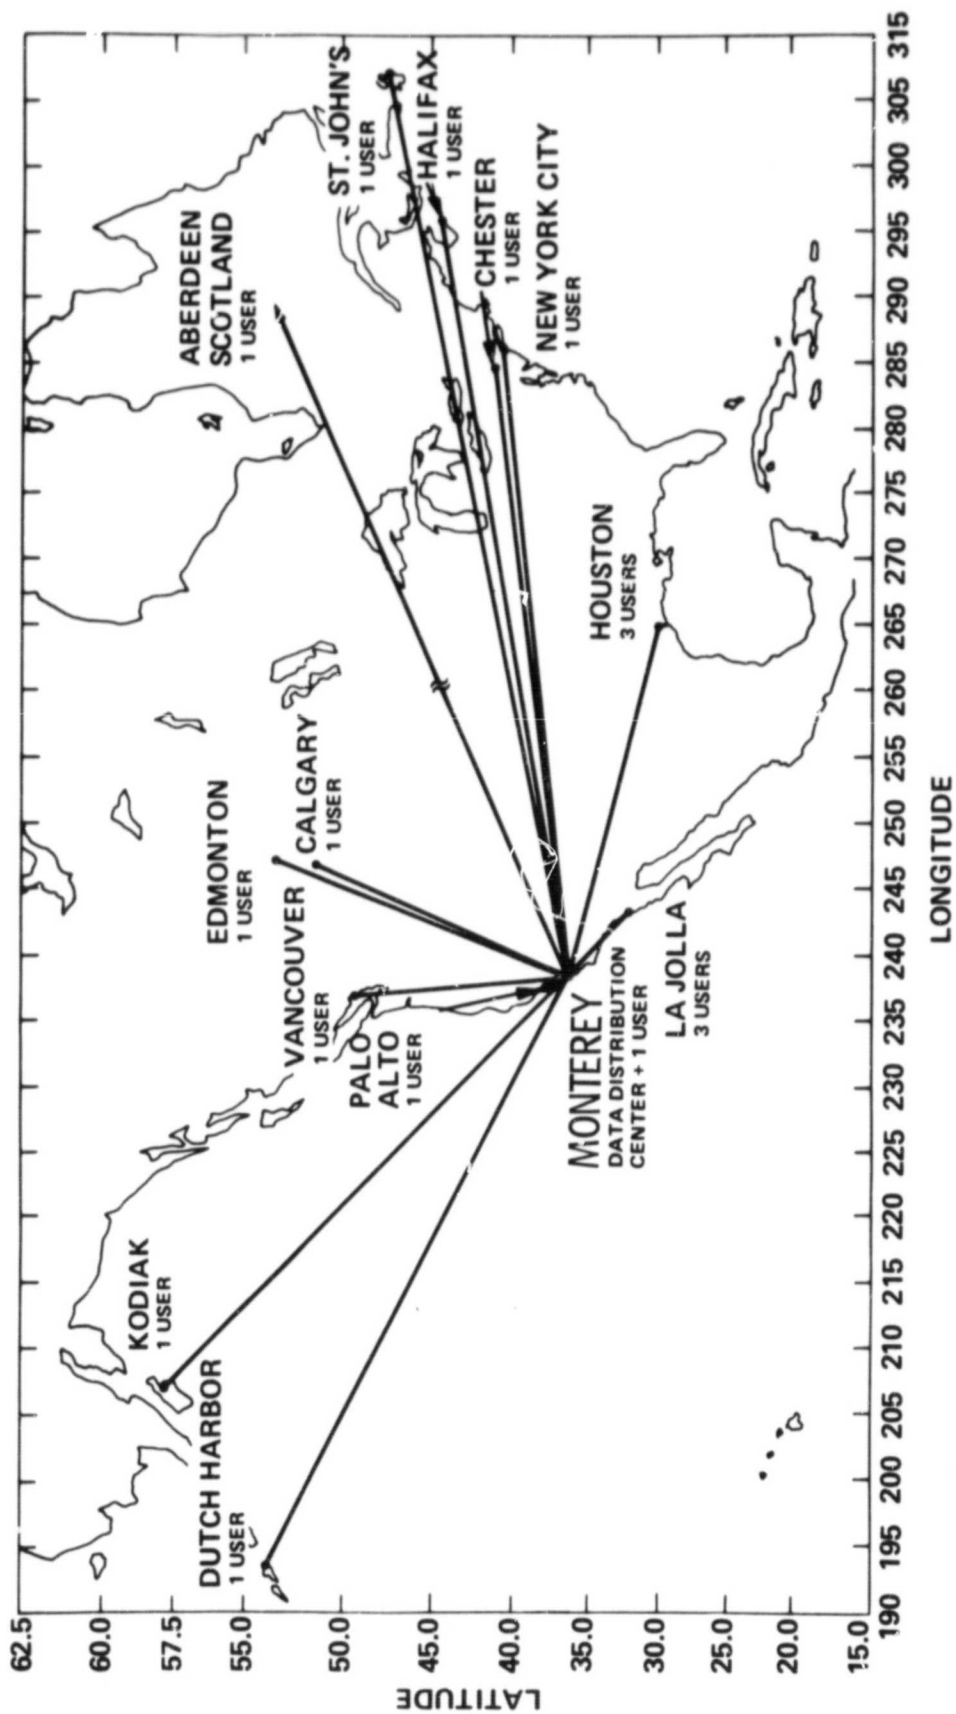 ABERDEEN
SCOTLAND
1 USER
ST. JOHN'S
1 USER
HALIFAX
1 USER
CHESTER
1 USER
NEW YORK CITY
1 USER
HOUSTON
3 USERS
EDMONTON
1 USER
CALGARY
1 USER
VANCOUVER
1 USER
PALO
ALTO
1 USER
KODIAK
1 USER
DUTCH HARBOR
1 USER
MONTEREY
DATA DISTRIBUTION
CENTER + 1 USER
LA JOLLA
3 USERS
LATITUDE
62.5
60.0
57.5
55.0
50.0
45.0
40.0
35.0
30.0
25.0
20.0
15.0
190
195
200
205
210
215
220
225
230
235
240
245
250
255
260
265
270
275
280
285
290
295
300
305
315
LONGITUDE